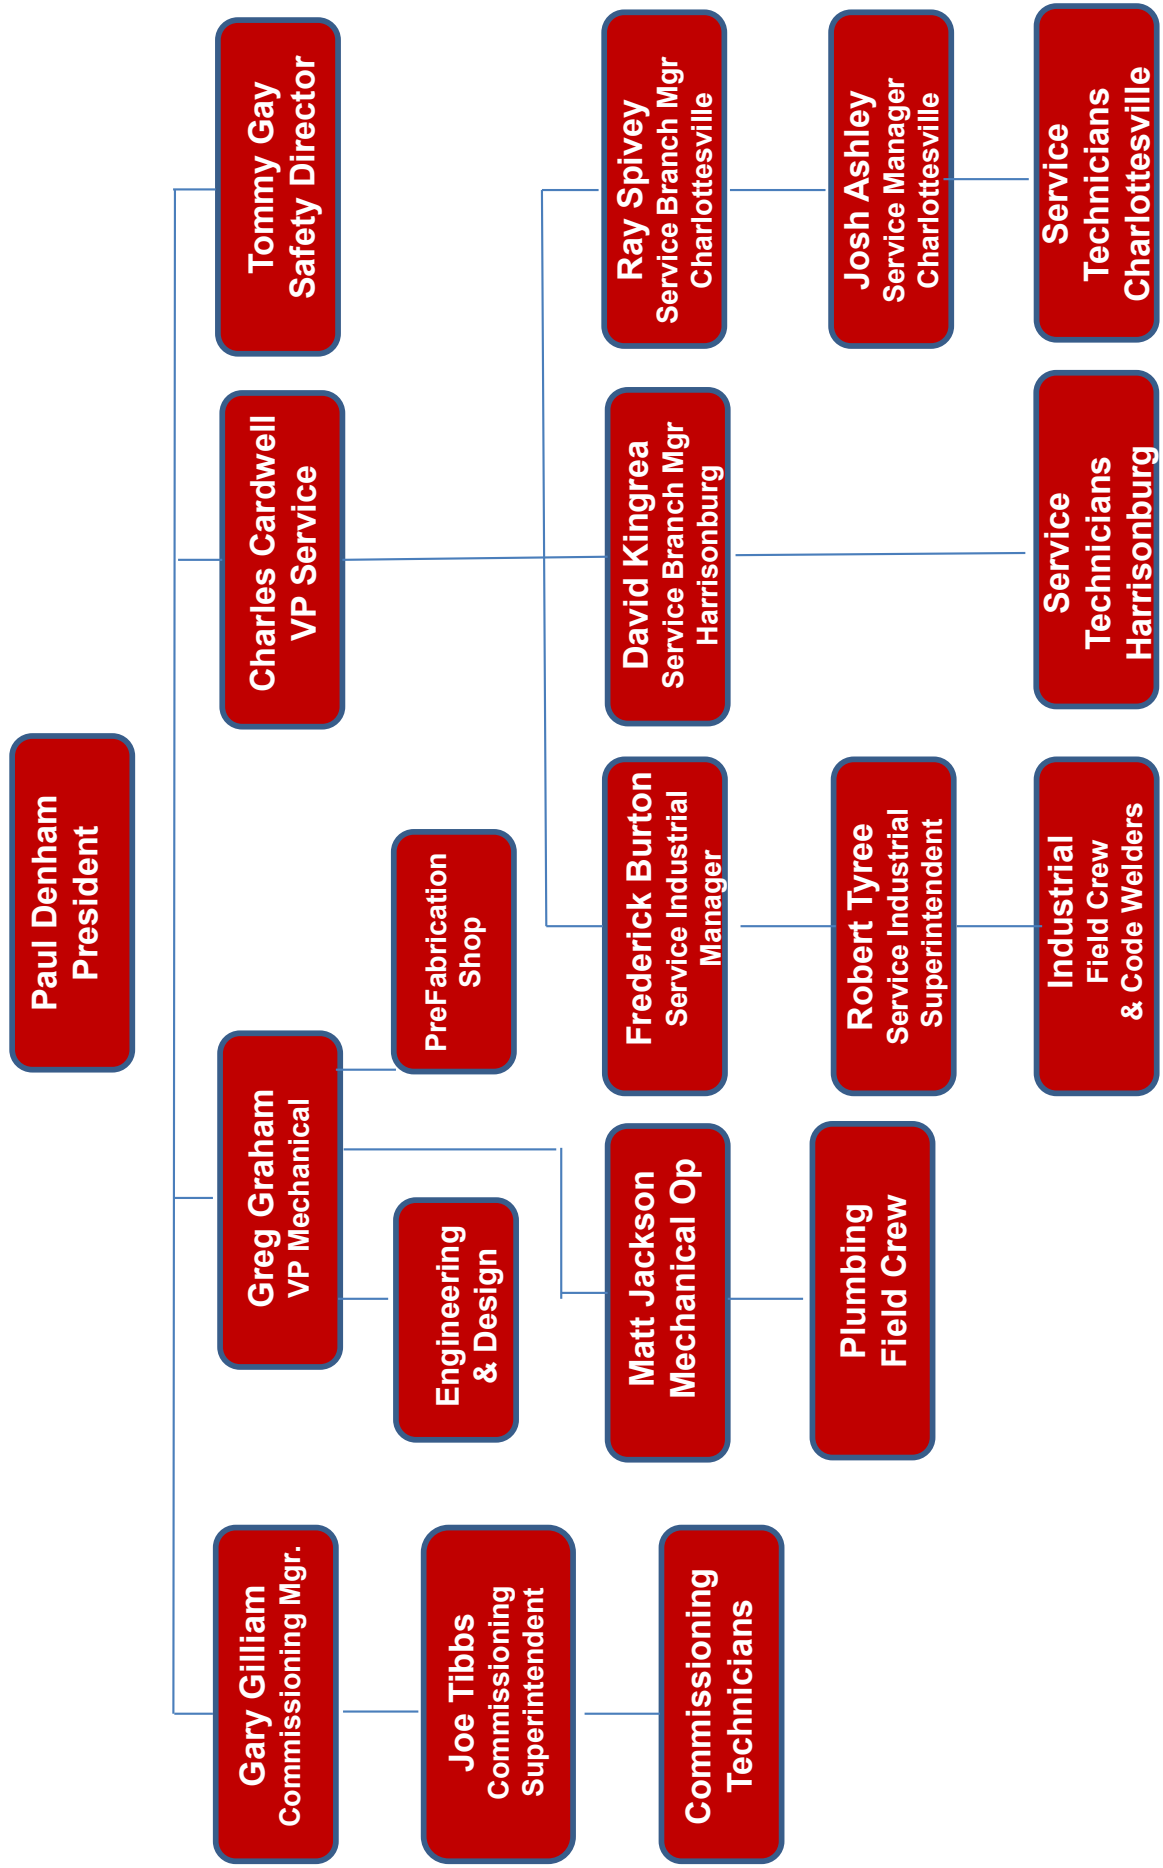 Paul Denham
President
Gary Gilliam
Commissioning Mgr.
Greg Graham
VP Mechanical
Charles Cardwell
VP Service
Tommy Gay
Safety Director
Joe Tibbs
Commissioning
Superintendent
Engineering
& Design
PreFabrication
Shop
Commissioning
Technicians
Matt Jackson
Mechanical Op
Frederick Burton
Service Industrial
Manager
David Kingrea
Service Branch Mgr
Harrisonburg
Ray Spivey
Service Branch Mgr
Charlottesville
Plumbing
Field Crew
Robert Tyree
Service Industrial
Superintendent
Josh Ashley
Service Manager
Charlottesville
Industrial
Field Crew
& Code Welders
Service
Technicians
Harrisonburg
Service
Technicians
Charlottesville